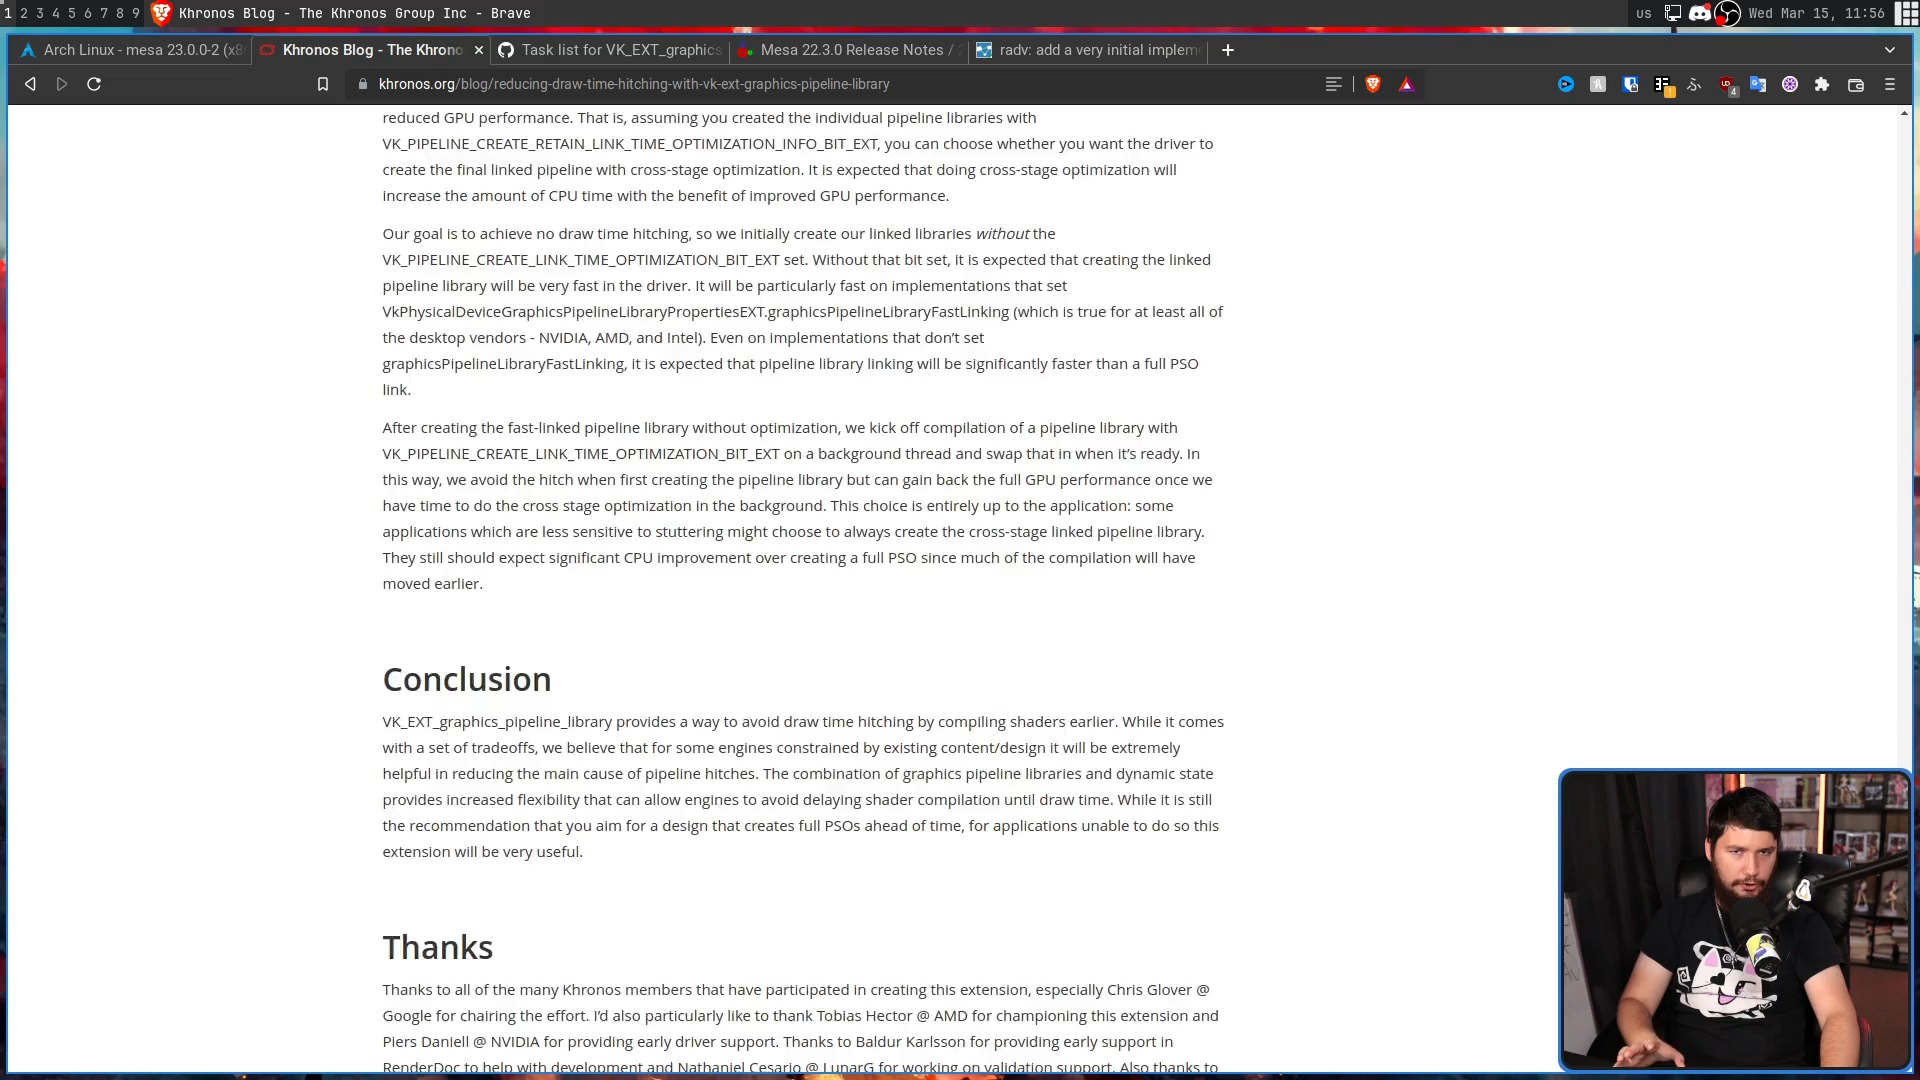 1 2 3 4 5 6 7 8 9 Khronos Blog - The Khronos Group Inc - Brave us Wed Mar 15, 11:56
Arch Linux - mesa 23.0.0-2 (x8 Khronos Blog - The Khrono Task list for VK_EXT_graphics Mesa 22.3.0 Release Notes / 2 radv: add a very initial implem
khronos.org/blog/reducing-draw-time-hitching-with-vk-ext-graphics-pipeline-library
reduced GPU performance. That is, assuming you created the individual pipeline libraries with
VK_PIPELINE_CREATE_RETAIN_LINK_TIME_OPTIMIZATION_INFO_BIT_EXT, you can choose whether you want the driver to
create the final linked pipeline with cross-stage optimization. It is expected that doing cross-stage optimization will
increase the amount of CPU time with the benefit of improved GPU performance.
Our goal is to achieve no draw time hitching, so we initially create our linked libraries without the
VK_PIPELINE_CREATE_LINK_TIME_OPTIMIZATION_BIT_EXT set. Without that bit set, it is expected that creating the linked
pipeline library will be very fast in the driver. It will be particularly fast on implementations that set
VkPhysicalDeviceGraphicsPipelineLibraryPropertiesEXT.graphicsPipelineLibraryFastLinking (which is true for at least all of
the desktop vendors - NVIDIA, AMD, and Intel). Even on implementations that don’t set
graphicsPipelineLibraryFastLinking, it is expected that pipeline library linking will be significantly faster than a full PSO
link.
After creating the fast-linked pipeline library without optimization, we kick off compilation of a pipeline library with
VK_PIPELINE_CREATE_LINK_TIME_OPTIMIZATION_BIT_EXT on a background thread and swap that in when it’s ready. In
this way, we avoid the hitch when first creating the pipeline library but can gain back the full GPU performance once we
have time to do the cross stage optimization in the background. This choice is entirely up to the application: some
applications which are less sensitive to stuttering might choose to always create the cross-stage linked pipeline library.
They still should expect significant CPU improvement over creating a full PSO since much of the compilation will have
moved earlier.
Conclusion
VK_EXT_graphics_pipeline_library provides a way to avoid draw time hitching by compiling shaders earlier. While it comes
with a set of tradeoffs, we believe that for some engines constrained by existing content/design it will be extremely
helpful in reducing the main cause of pipeline hitches. The combination of graphics pipeline libraries and dynamic state
provides increased flexibility that can allow engines to avoid delaying shader compilation until draw time. While it is still
the recommendation that you aim for a design that creates full PSOs ahead of time, for applications unable to do so this
extension will be very useful.
Thanks
Thanks to all of the many Khronos members that have participated in creating this extension, especially Chris Glover @
Google for chairing the effort. I’d also particularly like to thank Tobias Hector @ AMD for championing this extension and
Piers Daniell @ NVIDIA for providing early driver support. Thanks to Baldur Karlsson for providing early support in
RenderDoc to help with development and Nathaniel Cesario @ LunarG for working on validation support. Also thanks to